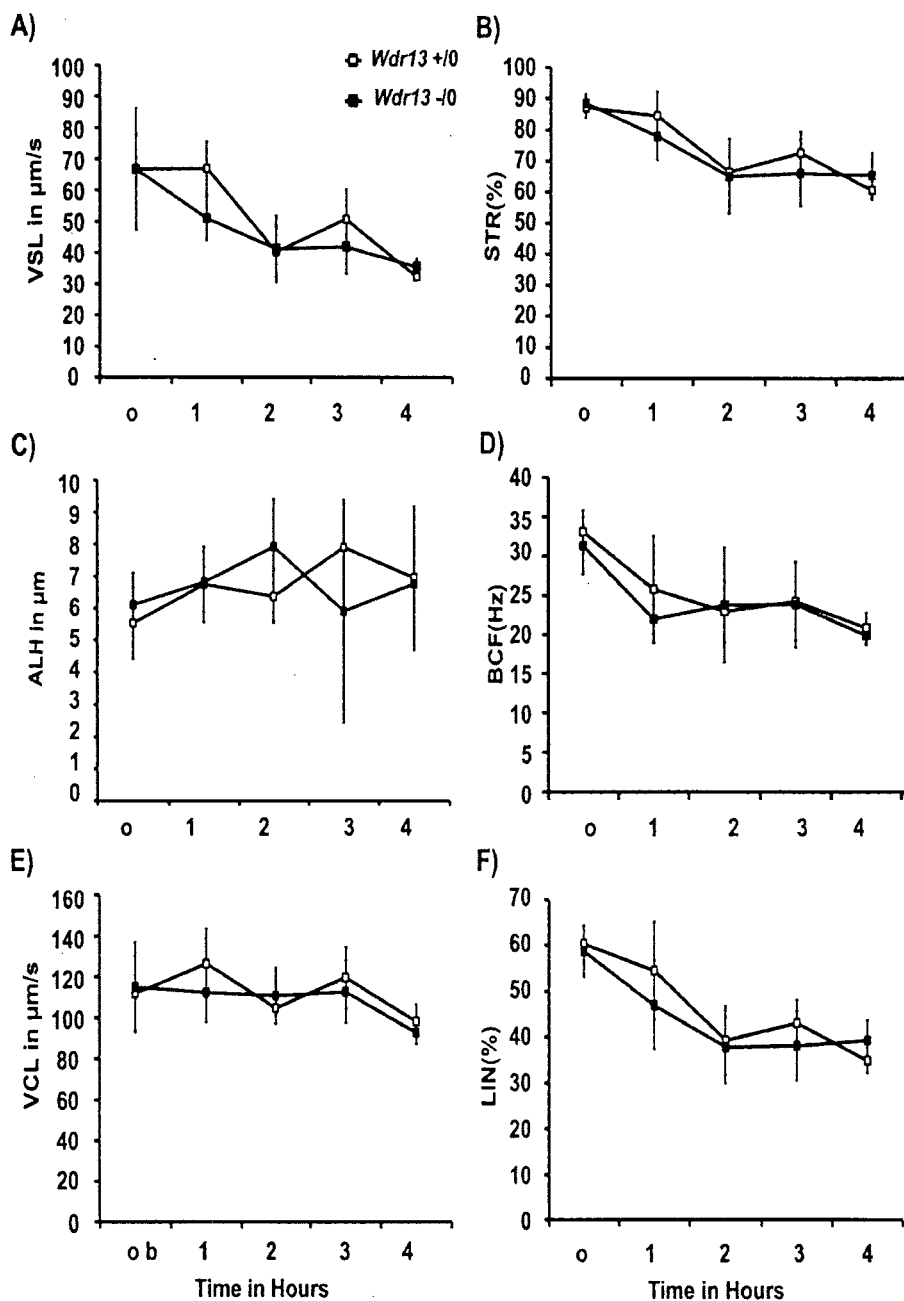 A)
Wdr13 +/0
Wdr13 -/0
100
90
80
70
60
50
40
30
20
10
0
VSL in µm/s
o 1 2 3 4
B)
100
90
80
70
60
50
40
30
20
10
0
STR(%)
o 1 2 3 4
C)
10
9
8
7
6
5
4
3
2
1
0
ALH in µm
o 1 2 3 4
D)
40
35
30
25
20
15
10
5
0
BCF(Hz)
o 1 2 3 4
E)
160
140
120
100
80
60
40
20
0
VCL in µm/s
o b 1 2 3 4
Time in Hours
F)
70
60
50
40
30
20
10
0
LIN(%)
o 1 2 3 4
Time in Hours